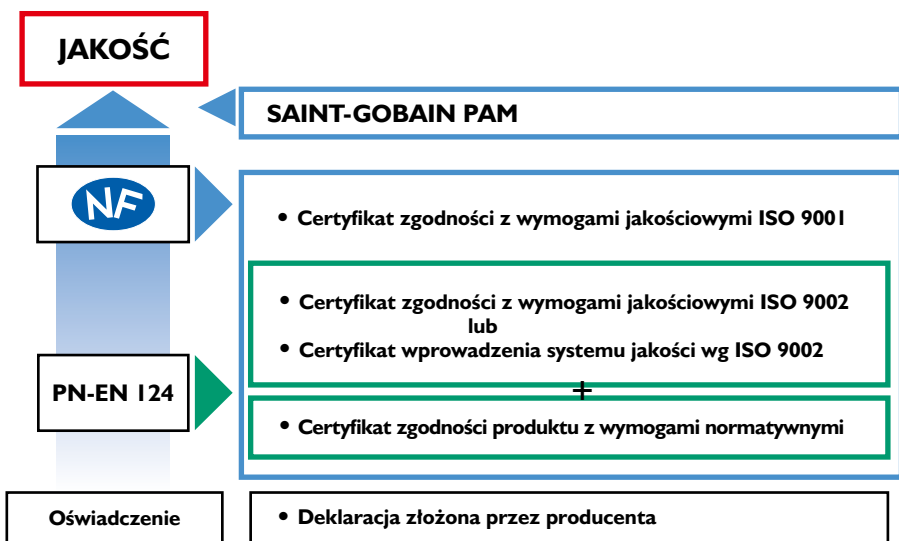 JAKOŚĆ
SAINT-GOBAIN PAM
NF
• Certyfikat zgodności z wymogami jakościowymi ISO 9001
• Certyfikat zgodności z wymogami jakościowymi ISO 9002
lub
• Certyfikat wprowadzenia systemu jakości wg ISO 9002
PN-EN 124
+
• Certyfikat zgodności produktu z wymogami normatywnymi
Oświadczenie
• Deklaracja złożona przez producenta